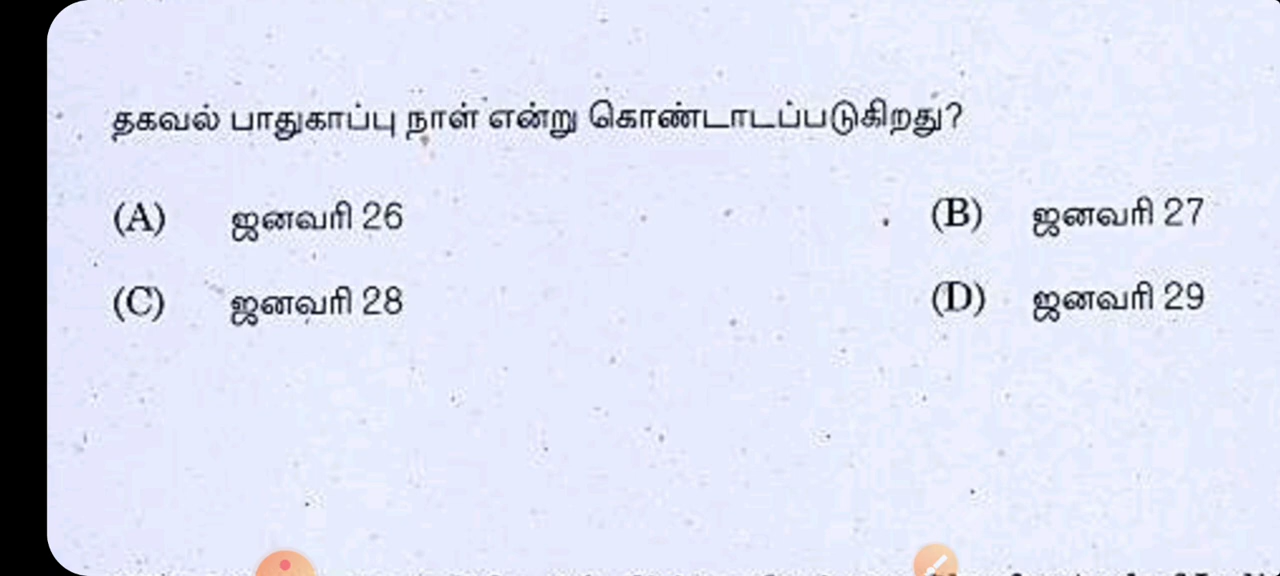 தகவல் பாதுகாப்பு நாள் என்று கொண்டாடப்படுகிறது?
(A) ஜனவரி 26 (B) ஜனவரி 27
(C) ஜனவரி 28 (D) ஜனவரி 29